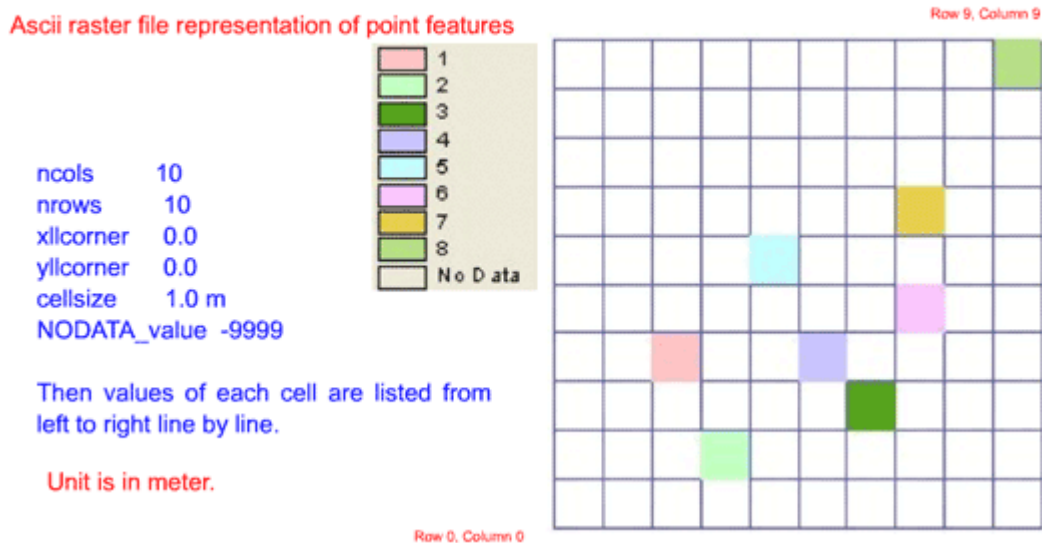 Ascii raster file representation of point features
Row 9, Column 9
1
2
3
4
5
6
7
8
No Data
ncols 10
nrows 10
xllcorner 0.0
yllcorner 0.0
cellsize 1.0 m
NODATA_value -9999
Then values of each cell are listed from
left to right line by line.
Unit is in meter.
Row 0, Column 0